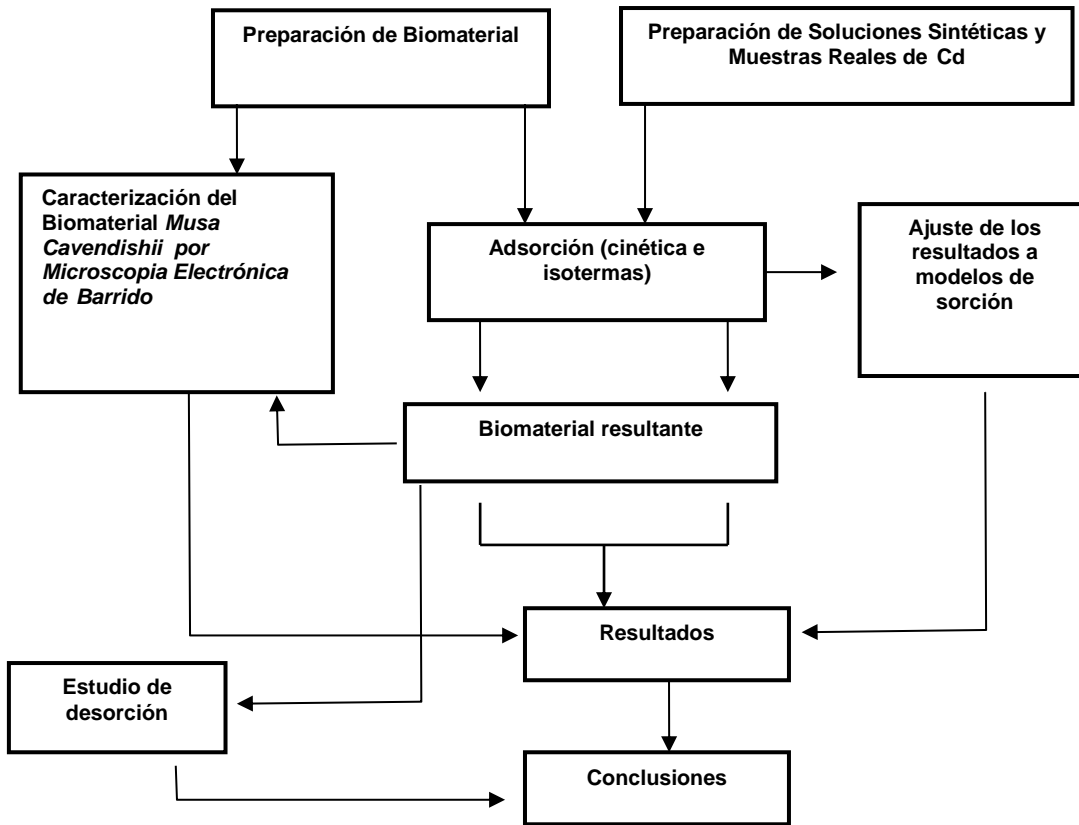 Preparación de Biomaterial
Preparación de Soluciones Sintéticas y
Muestras Reales de Cd
Caracterización del
Biomaterial Musa
Cavendishii por
Microscopia Electrónica
de Barrido
Adsorción (cinética e
isotermas)
Ajuste de los
resultados a
modelos de
sorción
Biomaterial resultante
Resultados
Estudio de
desorción
Conclusiones